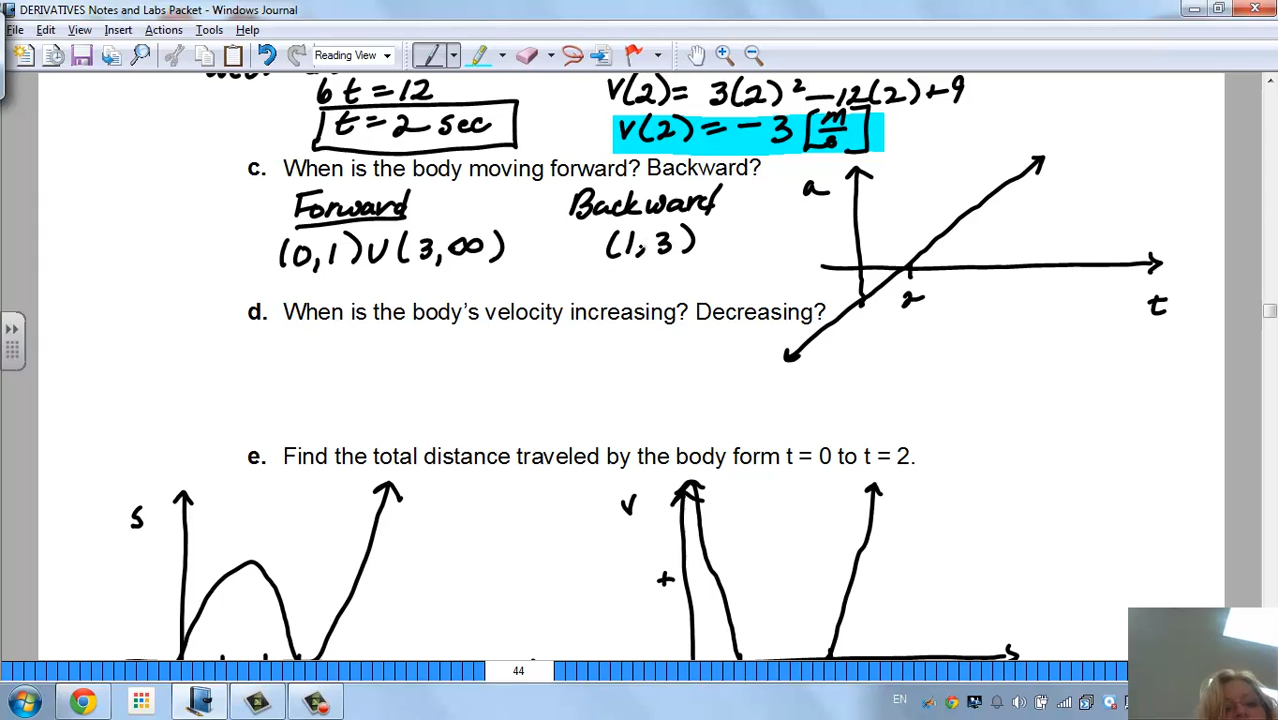 DERIVATIVES Notes and Labs Packet - Windows Journal
File Edit View Insert Actions Tools Help
Reading View
6t = 12
t = 2 sec
v(2) = 3(2)² - 12(2) + 9
v(2) = -3 [m/s]
c. When is the body moving forward? Backward?
Forward
Backward
(0,1) ∪ (3,∞)
(1,3)
a
2
t
d. When is the body's velocity increasing? Decreasing?
e. Find the total distance traveled by the body form t = 0 to t = 2.
s
v
+
44
EN